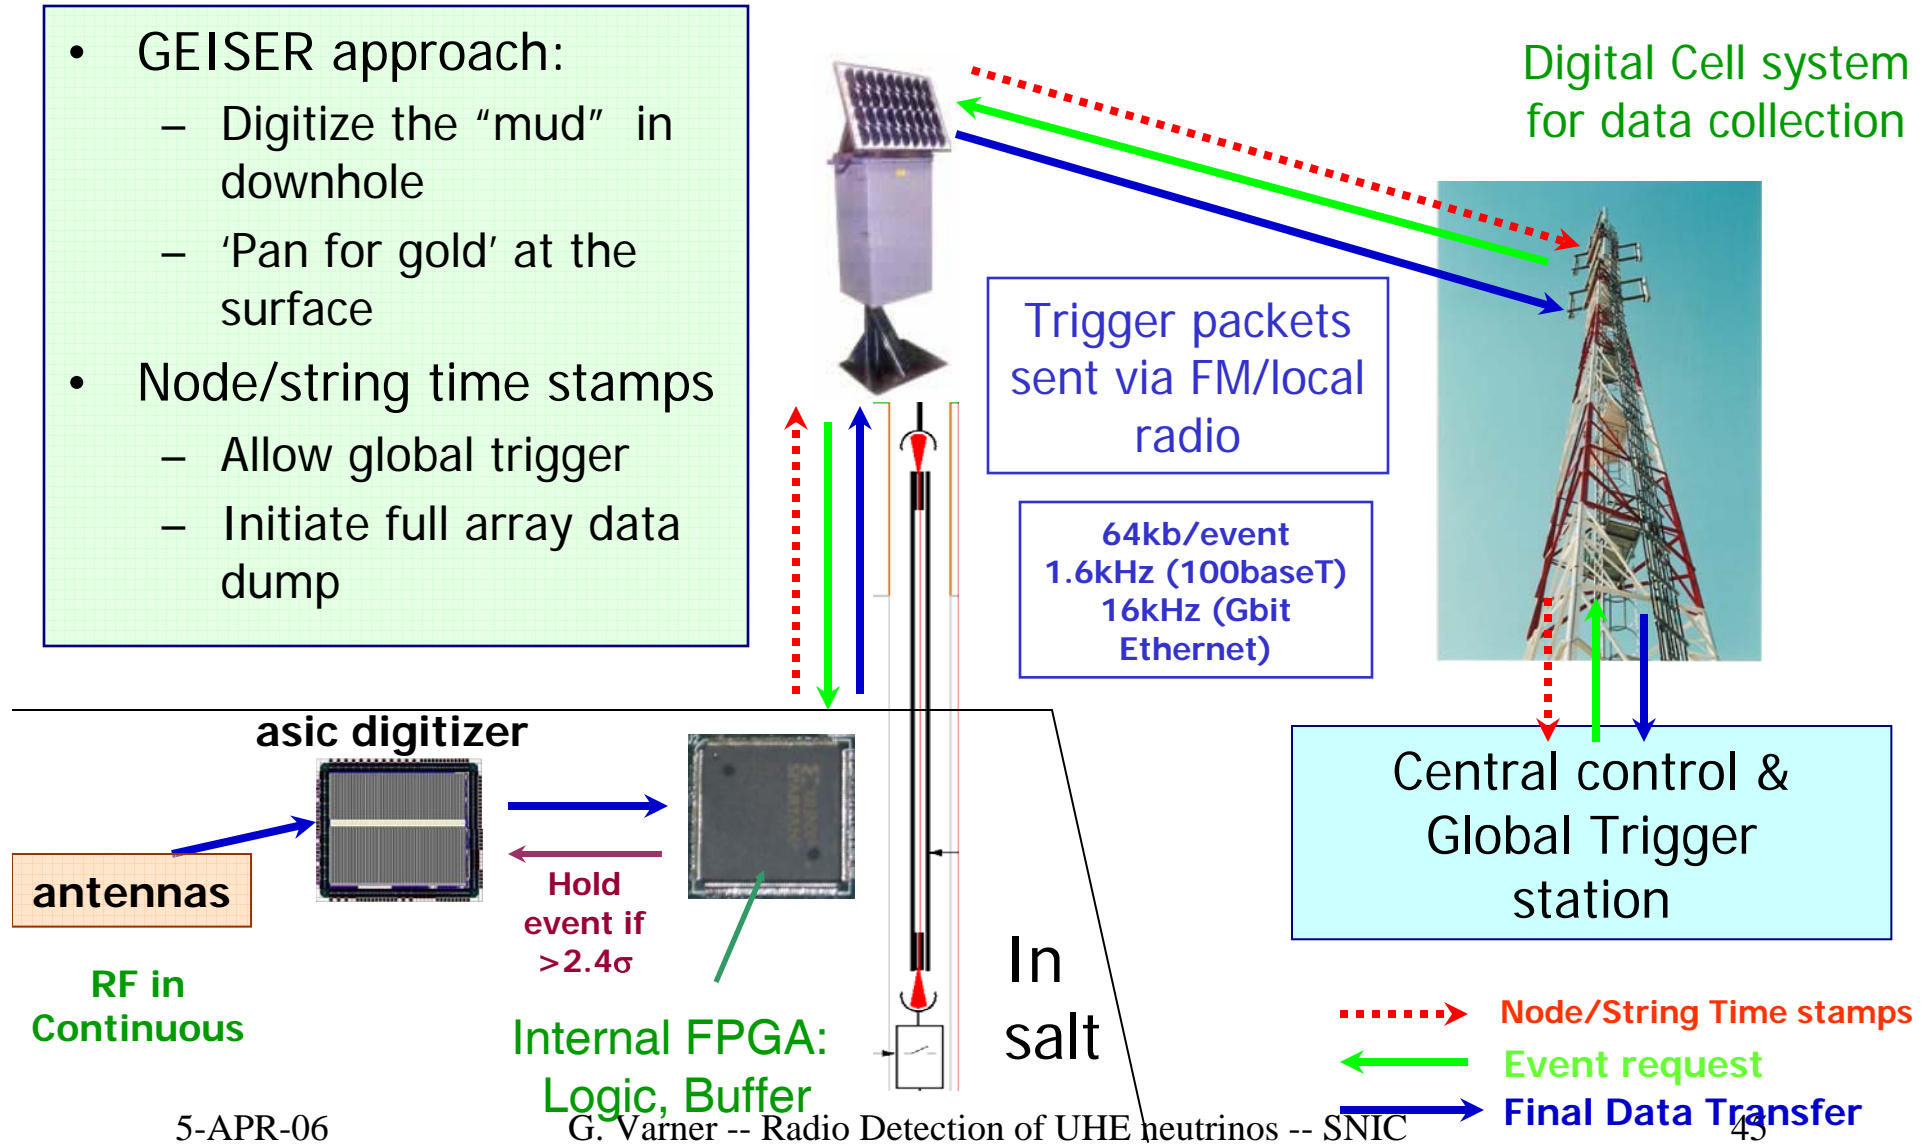 • GEISER approach:
– Digitize the “mud” in
downhole
– ‘Pan for gold’ at the
surface
• Node/string time stamps
– Allow global trigger
– Initiate full array data
dump
Digital Cell system
for data collection
Trigger packets
sent via FM/local
radio
64kb/event
1.6kHz (100baseT)
16kHz (Gbit
Ethernet)
asic digitizer
antennas
RF in
Continuous
Hold
event if
>2.4σ
Internal FPGA:
Logic, Buffer
In
salt
Central control &
Global Trigger
station
Node/String Time stamps
Event request
Final Data Transfer
5-APR-06
G. Varner -- Radio Detection of UHE neutrinos -- SNIC
45